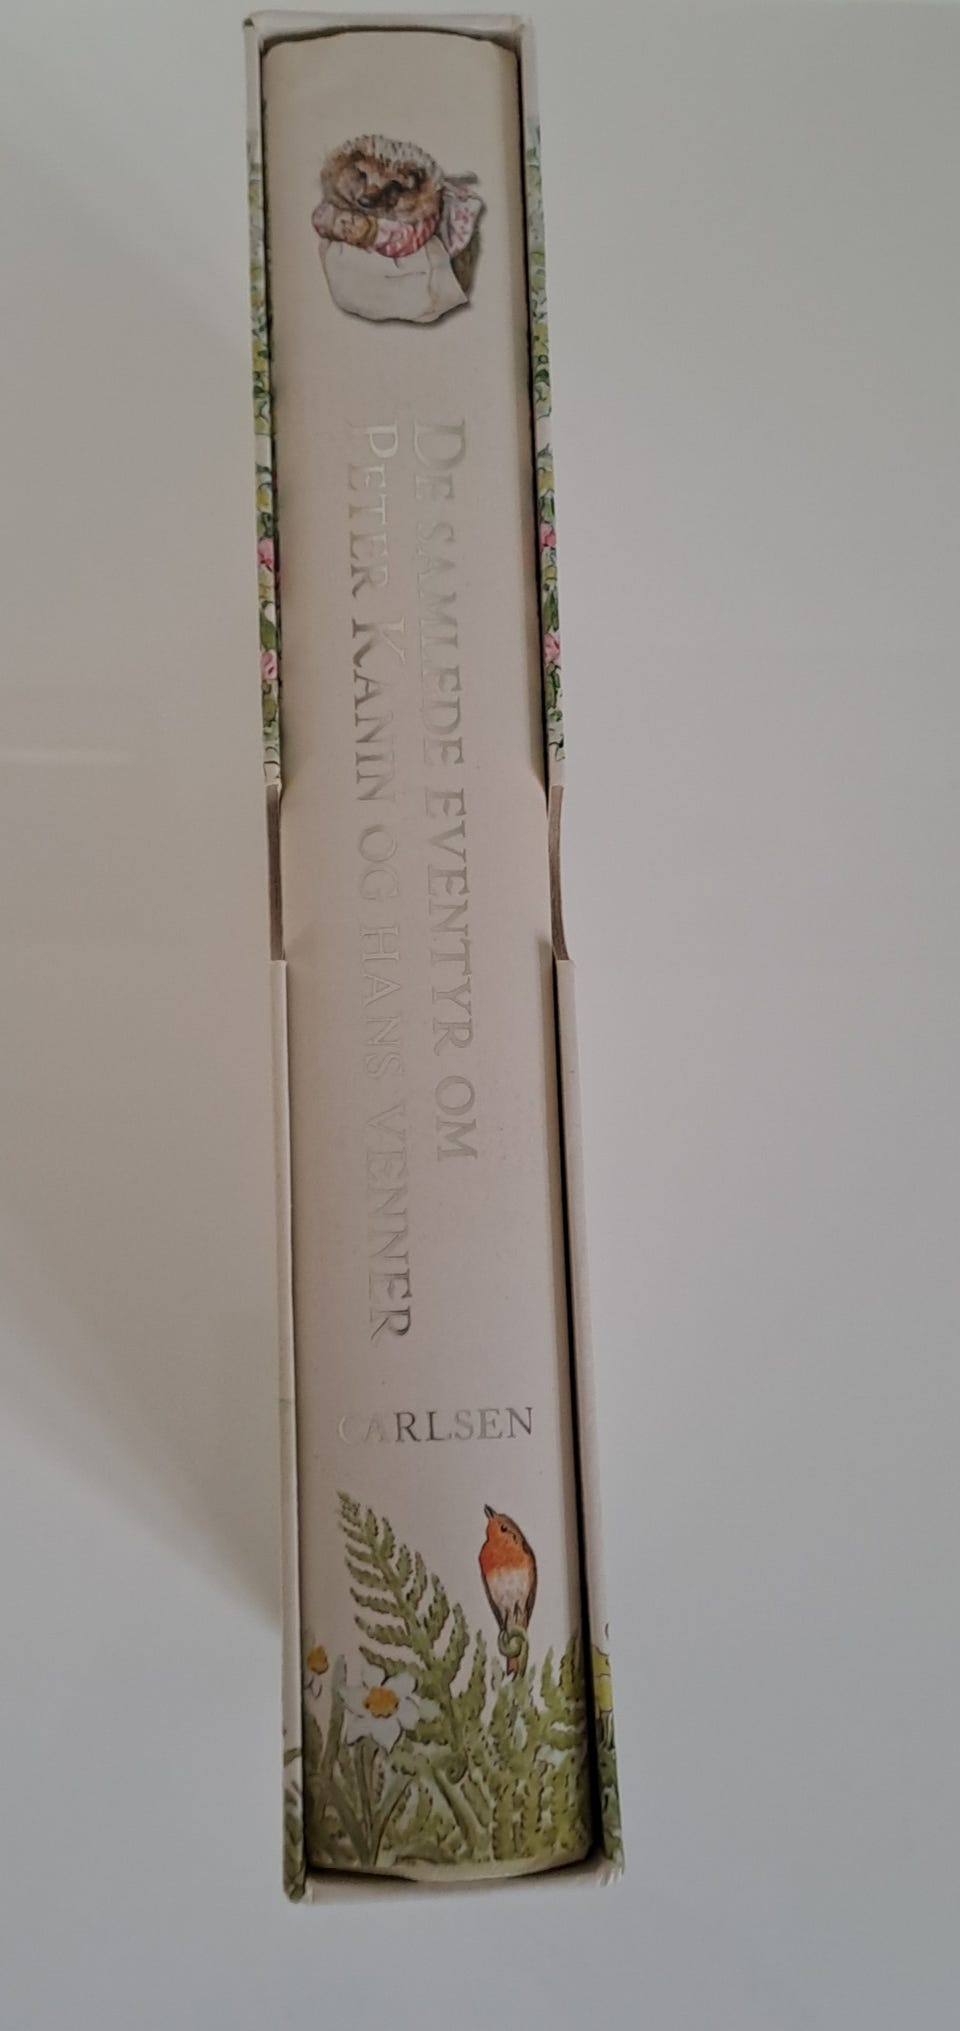 DE SAMLEDE EVENTYR OM
PETER KANIN OG HANS VENNER
CARLSEN